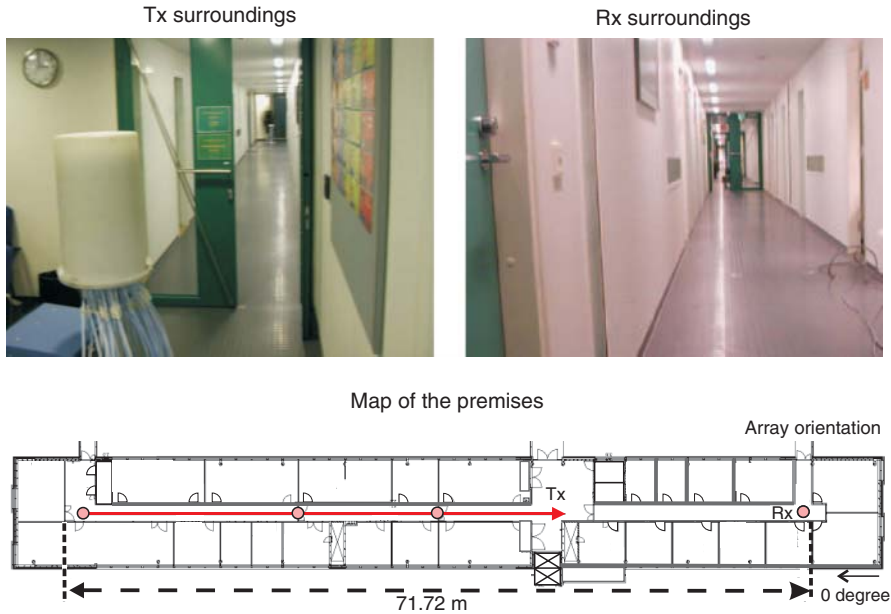 Tx surroundings
Rx surroundings
Map of the premises
Array orientation
Tx
Rx
0 degree
71.72 m